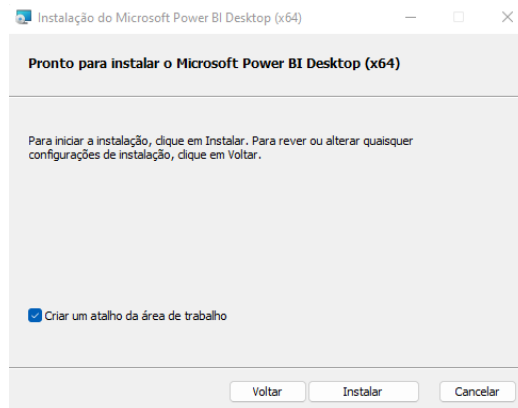 Instalação do Microsoft Power BI Desktop (x64)
Pronto para instalar o Microsoft Power BI Desktop (x64)
Para iniciar a instalação, clique em Instalar. Para rever ou alterar quaisquer
configurações de instalação, clique em Voltar.
Criar um atalho da área de trabalho
Voltar Instalar Cancelar